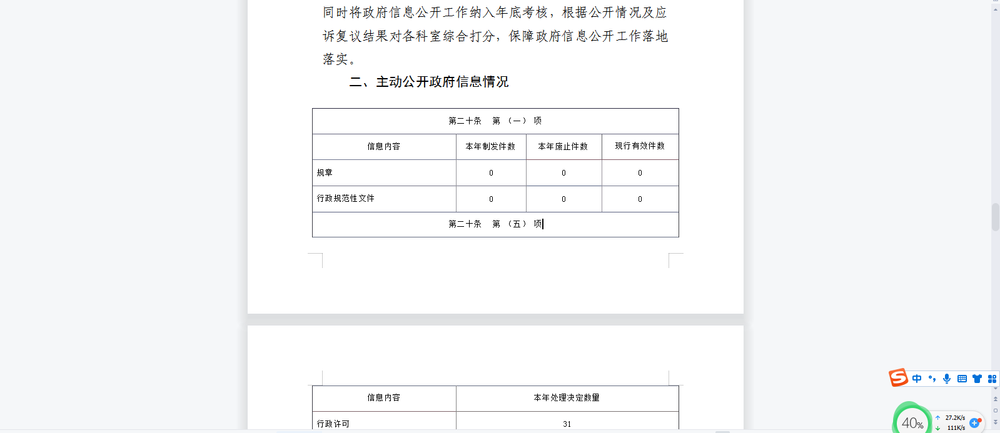 同时将政府信息公开工作纳入年底考核，根据公开情况及应
诉复议结果对各科室综合打分，保障政府信息公开工作落地
落实。
二、主动公开政府信息情况
第二十条 第 （一） 项
信息内容 本年制发件数 本年废止件数 现行有效件数
规章 0 0 0
行政规范性文件 0 0 0
第二十条 第 （五） 项
信息内容 本年处理决定数量
行政许可 31
中
40%
27.2K/s
111K/s